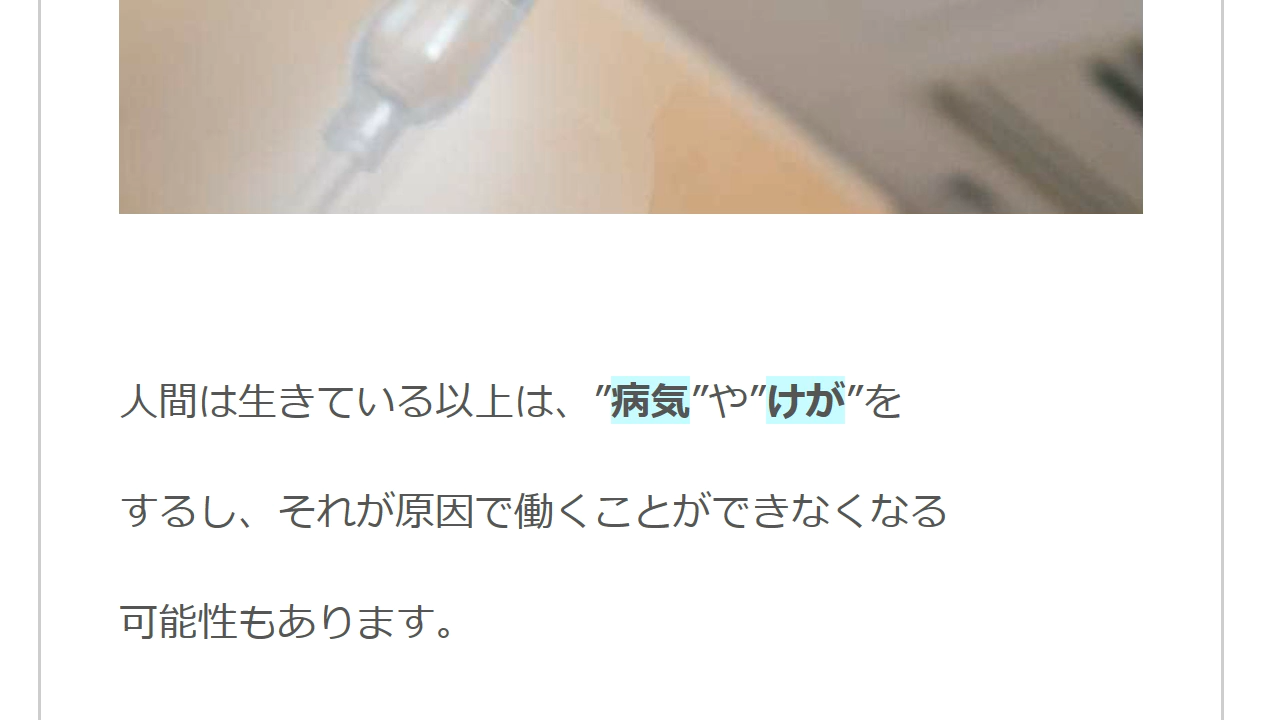 人間は生きている以上は、”病気”や”けが”を
するし、それが原因で働くことができなくなる
可能性もあります。